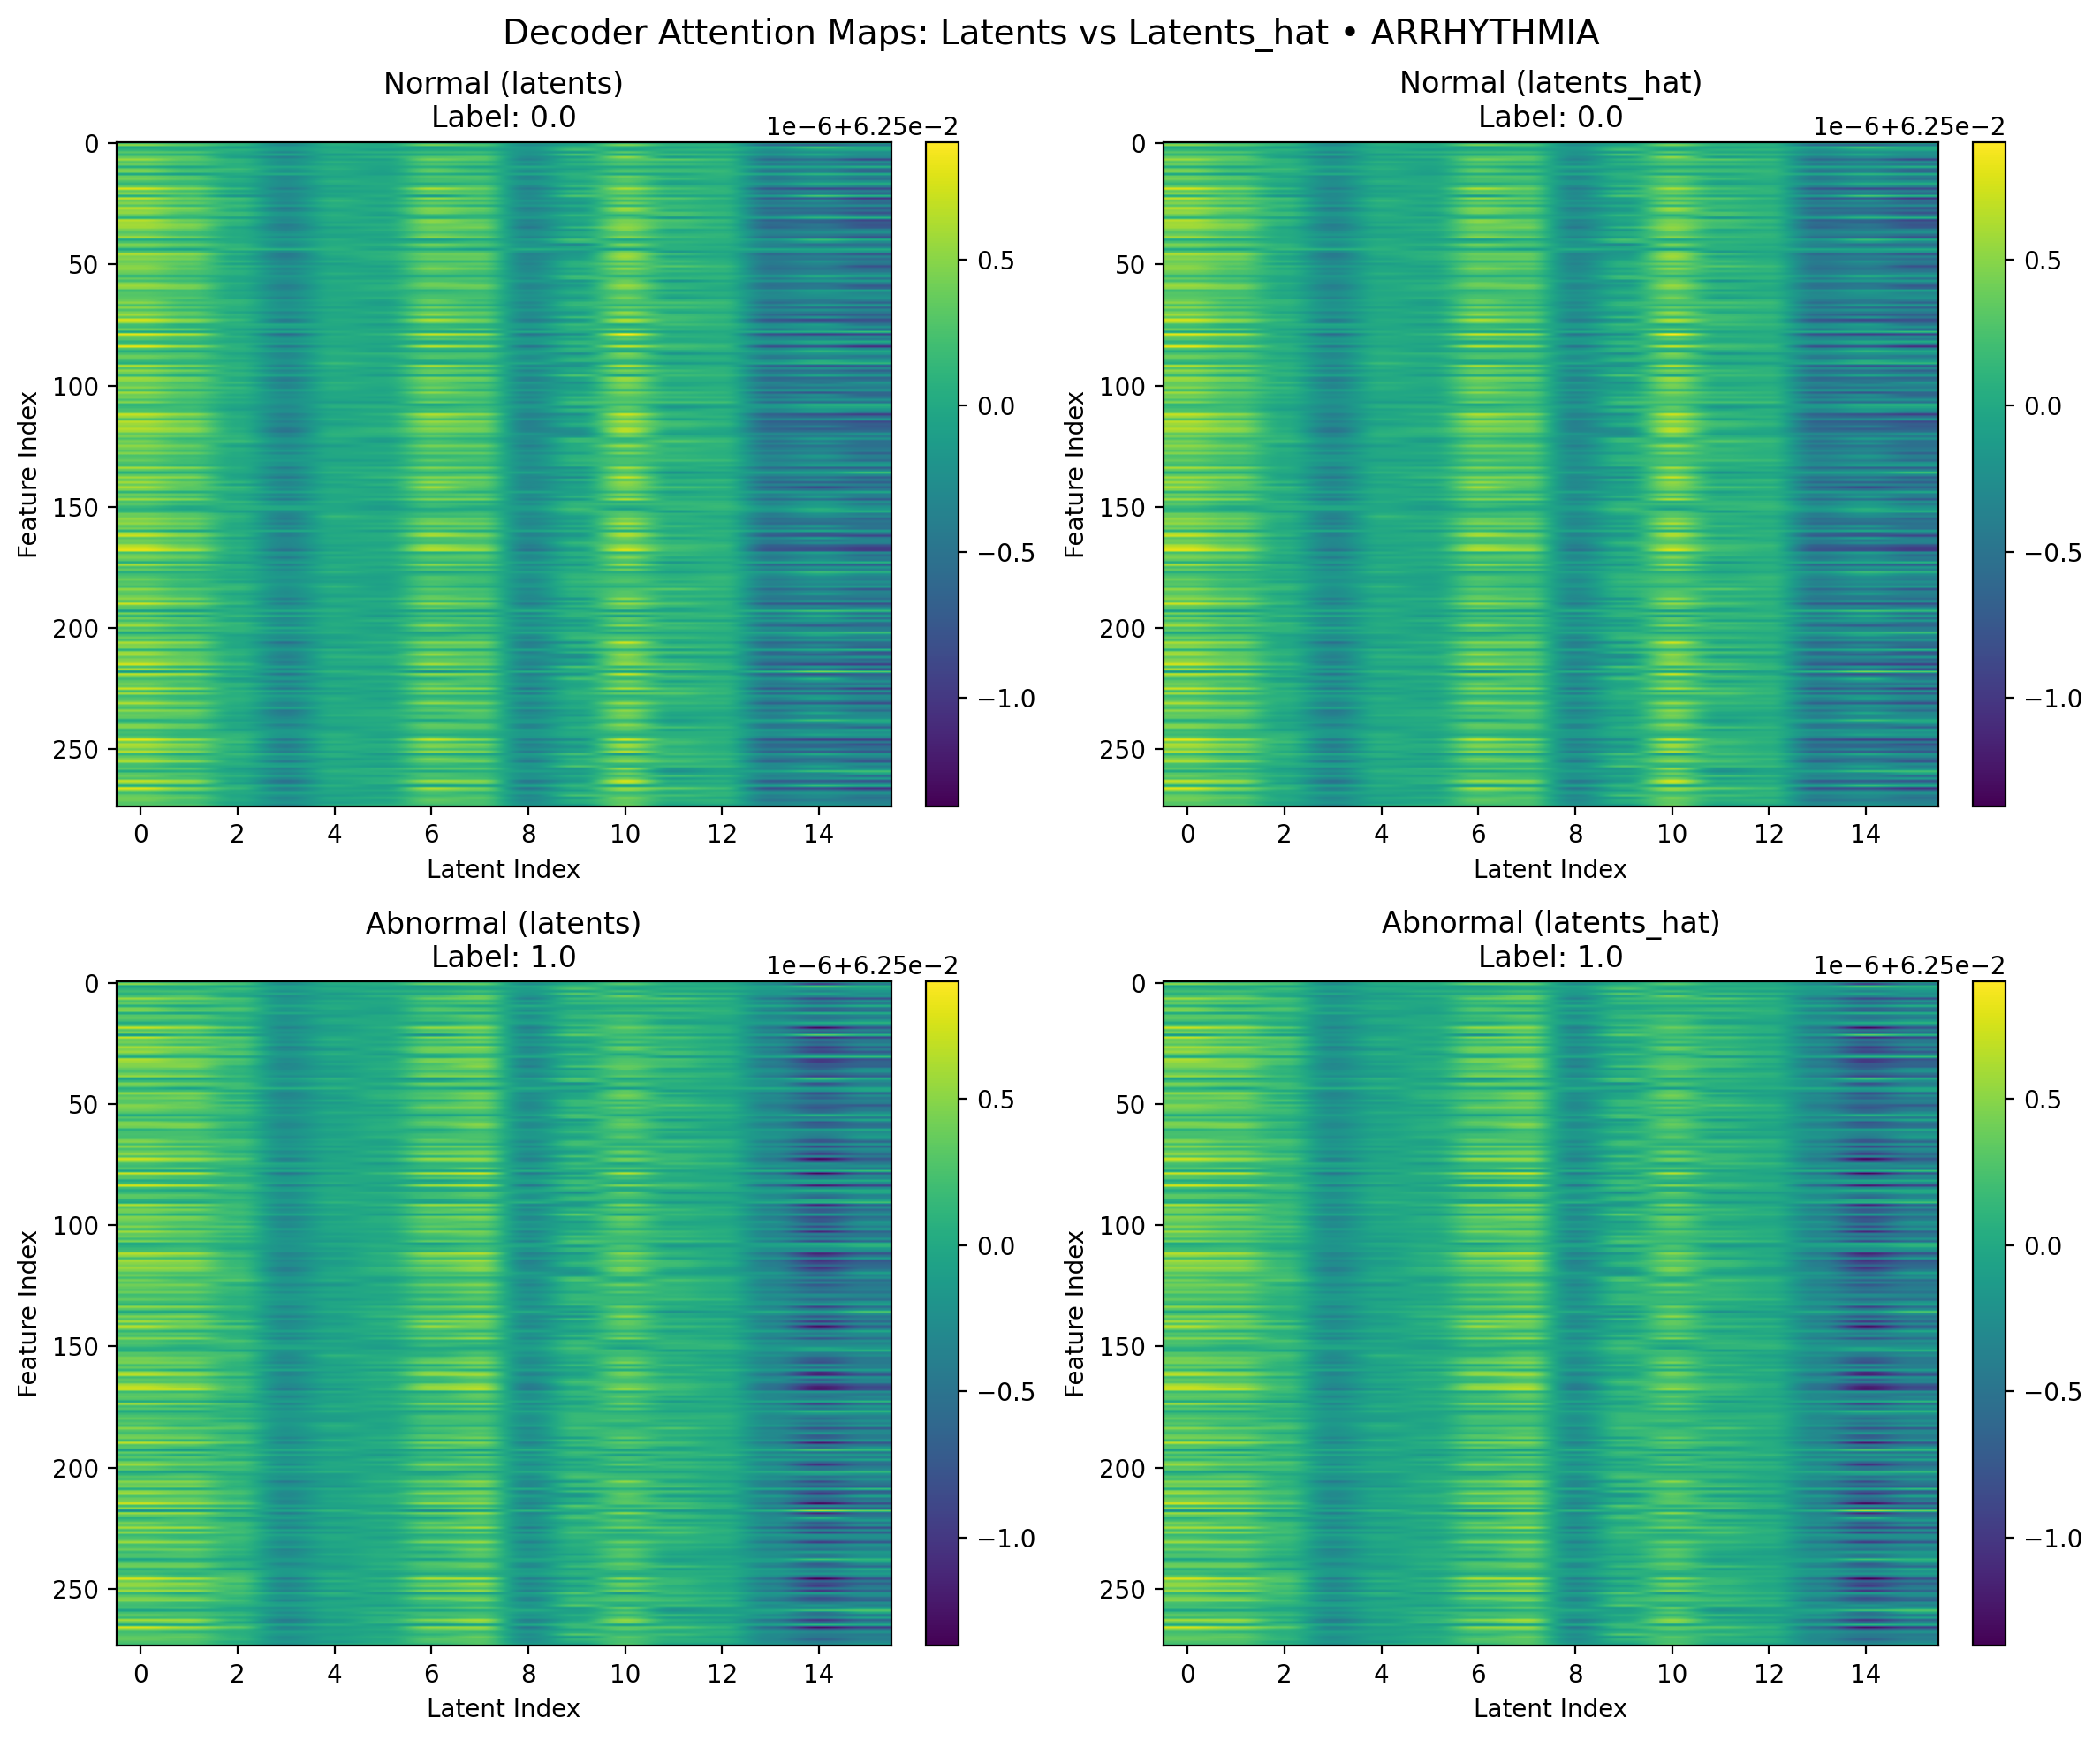 Decoder Attention Maps: Latents vs Latents_hat • ARRHYTHMIA
Normal (latents)
Label: 0.0
1e−6+6.25e−2
0
50
100
150
200
250
Feature Index
0 2 4 6 8 10 12 14
Latent Index
0.5
0.0
−0.5
−1.0
Normal (latents_hat)
Label: 0.0
1e−6+6.25e−2
0
50
100
150
200
250
Feature Index
0 2 4 6 8 10 12 14
Latent Index
0.5
0.0
−0.5
−1.0
Abnormal (latents)
Label: 1.0
1e−6+6.25e−2
0
50
100
150
200
250
Feature Index
0 2 4 6 8 10 12 14
Latent Index
0.5
0.0
−0.5
−1.0
Abnormal (latents_hat)
Label: 1.0
1e−6+6.25e−2
0
50
100
150
200
250
Feature Index
0 2 4 6 8 10 12 14
Latent Index
0.5
0.0
−0.5
−1.0